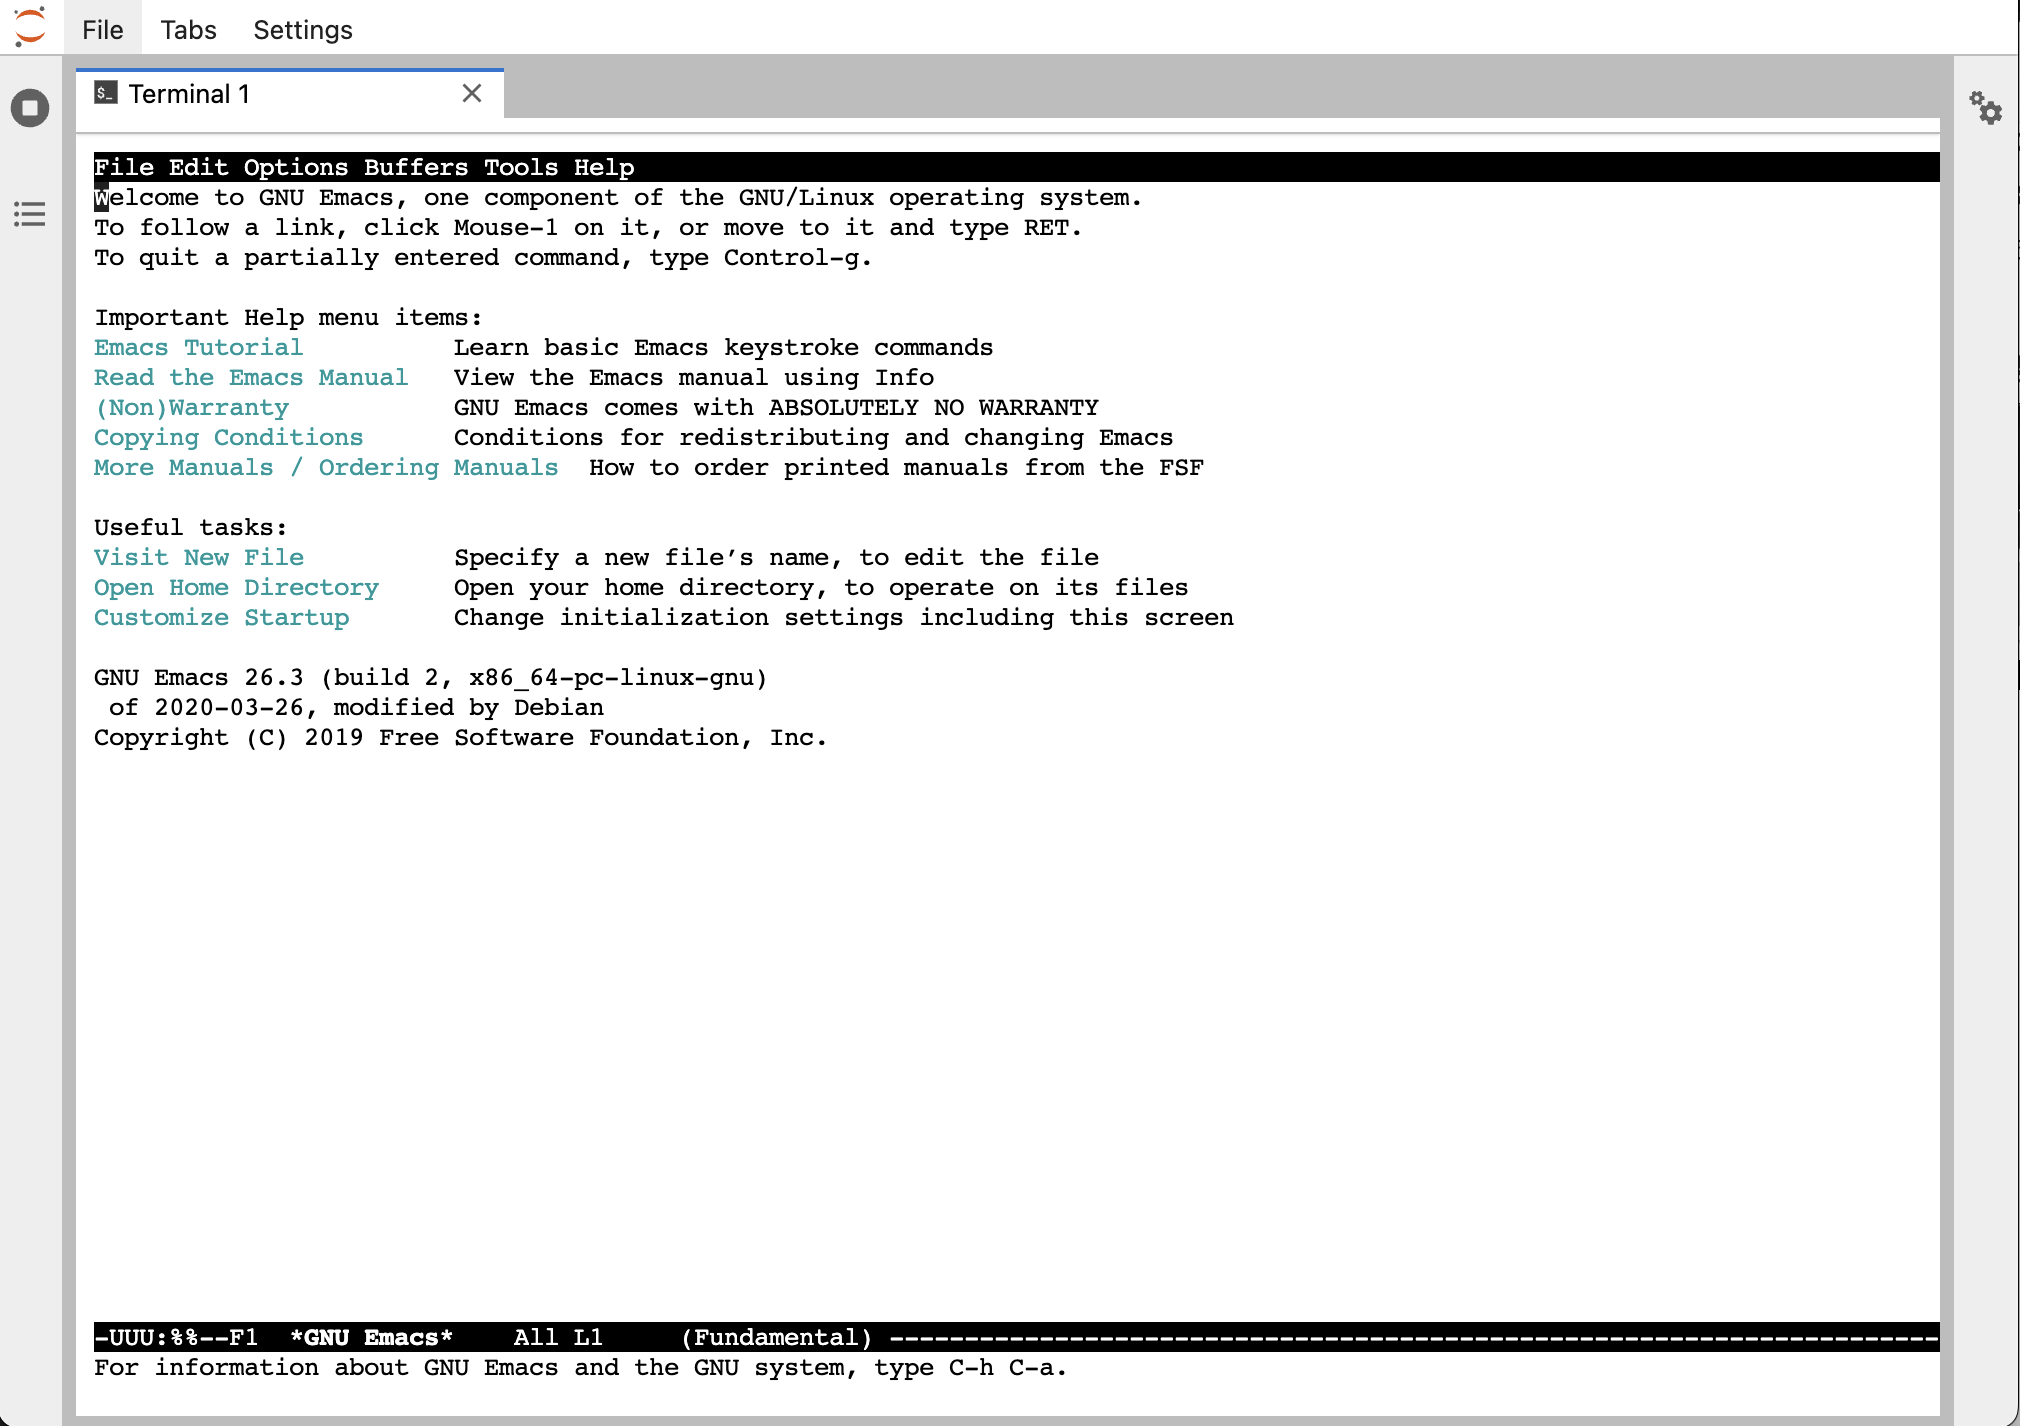 File Tabs Settings
$_ Terminal 1
File Edit Options Buffers Tools Help
Welcome to GNU Emacs, one component of the GNU/Linux operating system.
To follow a link, click Mouse-1 on it, or move to it and type RET.
To quit a partially entered command, type Control-g.
Important Help menu items:
Emacs Tutorial Learn basic Emacs keystroke commands
Read the Emacs Manual View the Emacs manual using Info
(Non)Warranty GNU Emacs comes with ABSOLUTELY NO WARRANTY
Copying Conditions Conditions for redistributing and changing Emacs
More Manuals / Ordering Manuals How to order printed manuals from the FSF
Useful tasks:
Visit New File Specify a new file’s name, to edit the file
Open Home Directory Open your home directory, to operate on its files
Customize Startup Change initialization settings including this screen
GNU Emacs 26.3 (build 2, x86_64-pc-linux-gnu)
of 2020-03-26, modified by Debian
Copyright (C) 2019 Free Software Foundation, Inc.
-UUU:%%--F1 *GNU Emacs* All L1 (Fundamental) ----------------------------------------------------------------------
For information about GNU Emacs and the GNU system, type C-h C-a.